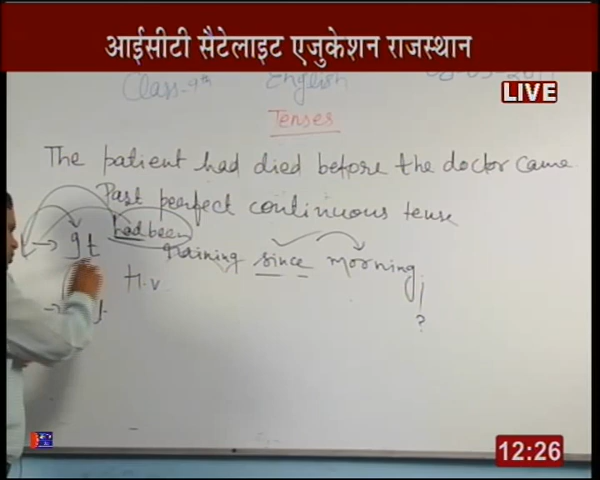 आईसीटी सैटेलाइट एजुकेशन राजस्थान
LIVE
Class-9th English
Tenses
The patient had died before the doctor came
Past perfect continuous tense
had been
It raining since morning
H.v
?
12:26